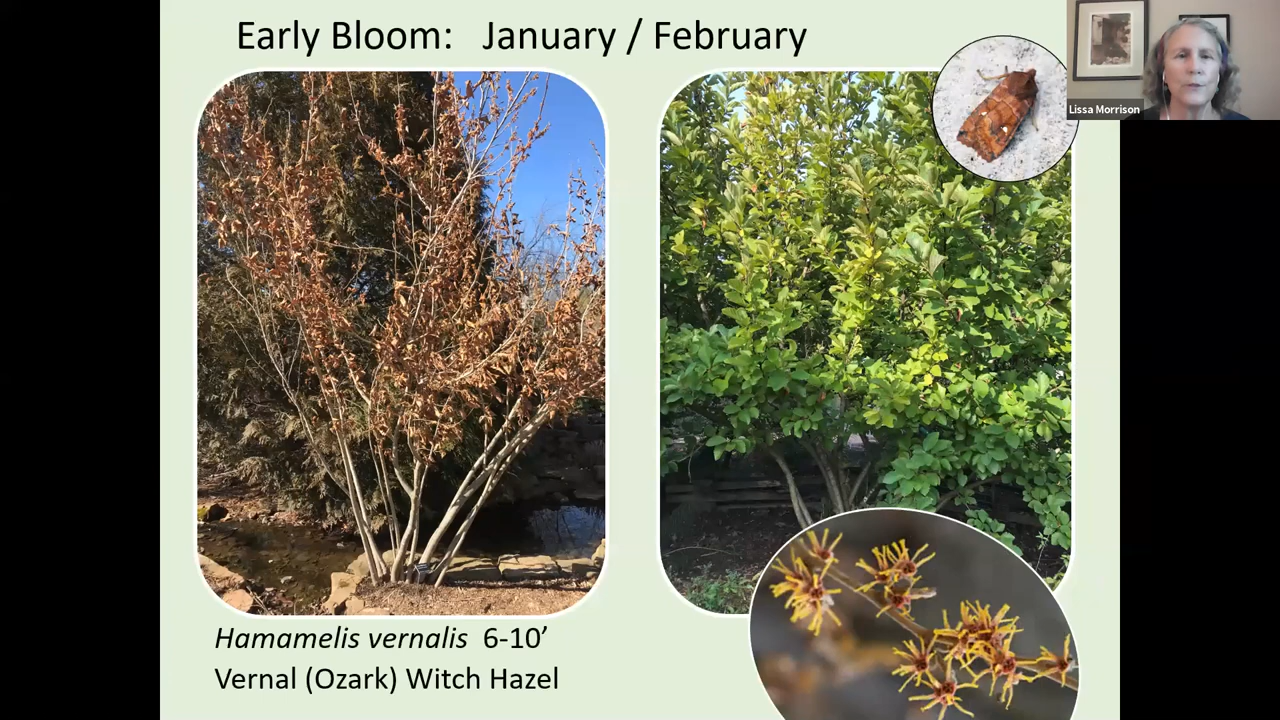 Early Bloom: January / February
Lissa Morrison
Hamamelis vernalis 6-10’
Vernal (Ozark) Witch Hazel